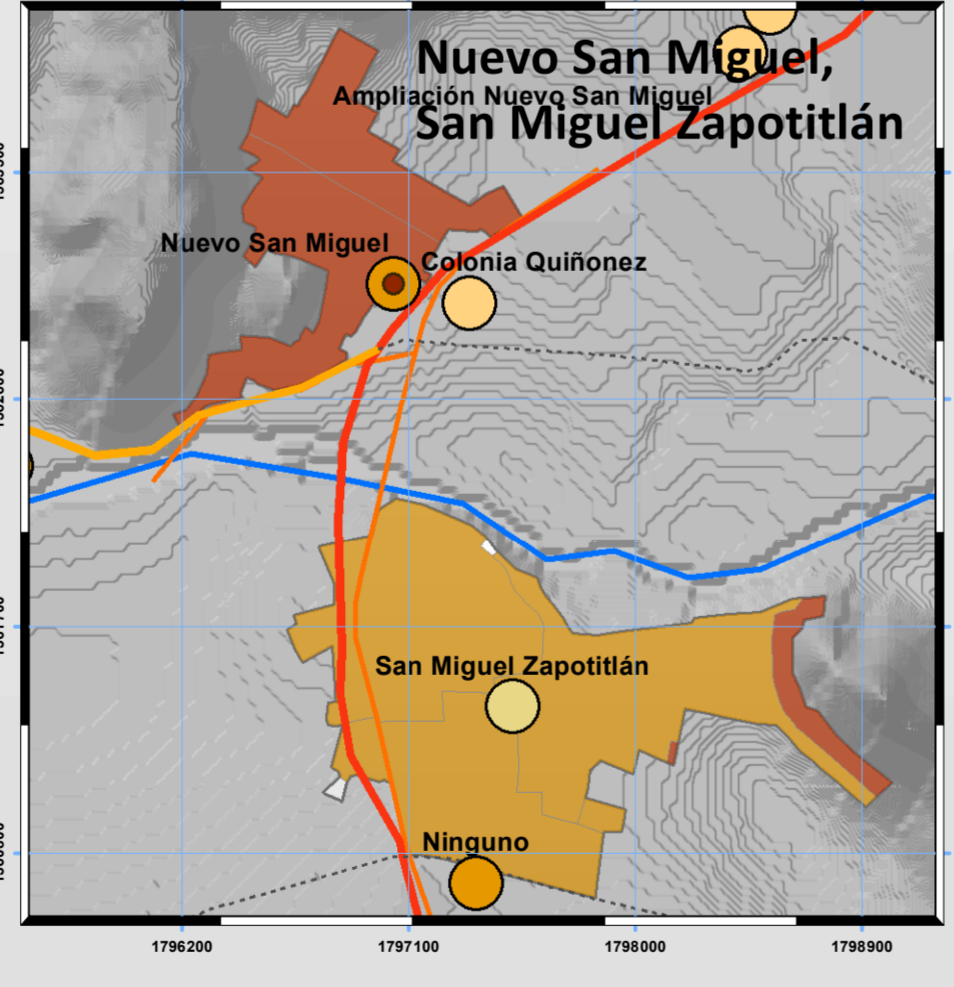 Nuevo San Miguel,
Ampliación Nuevo San Miguel
San Miguel Zapotitlán
Nuevo San Miguel
Colonia Quiñonez
San Miguel Zapotitlán
Ninguno
1796200
1797100
1798000
1798900